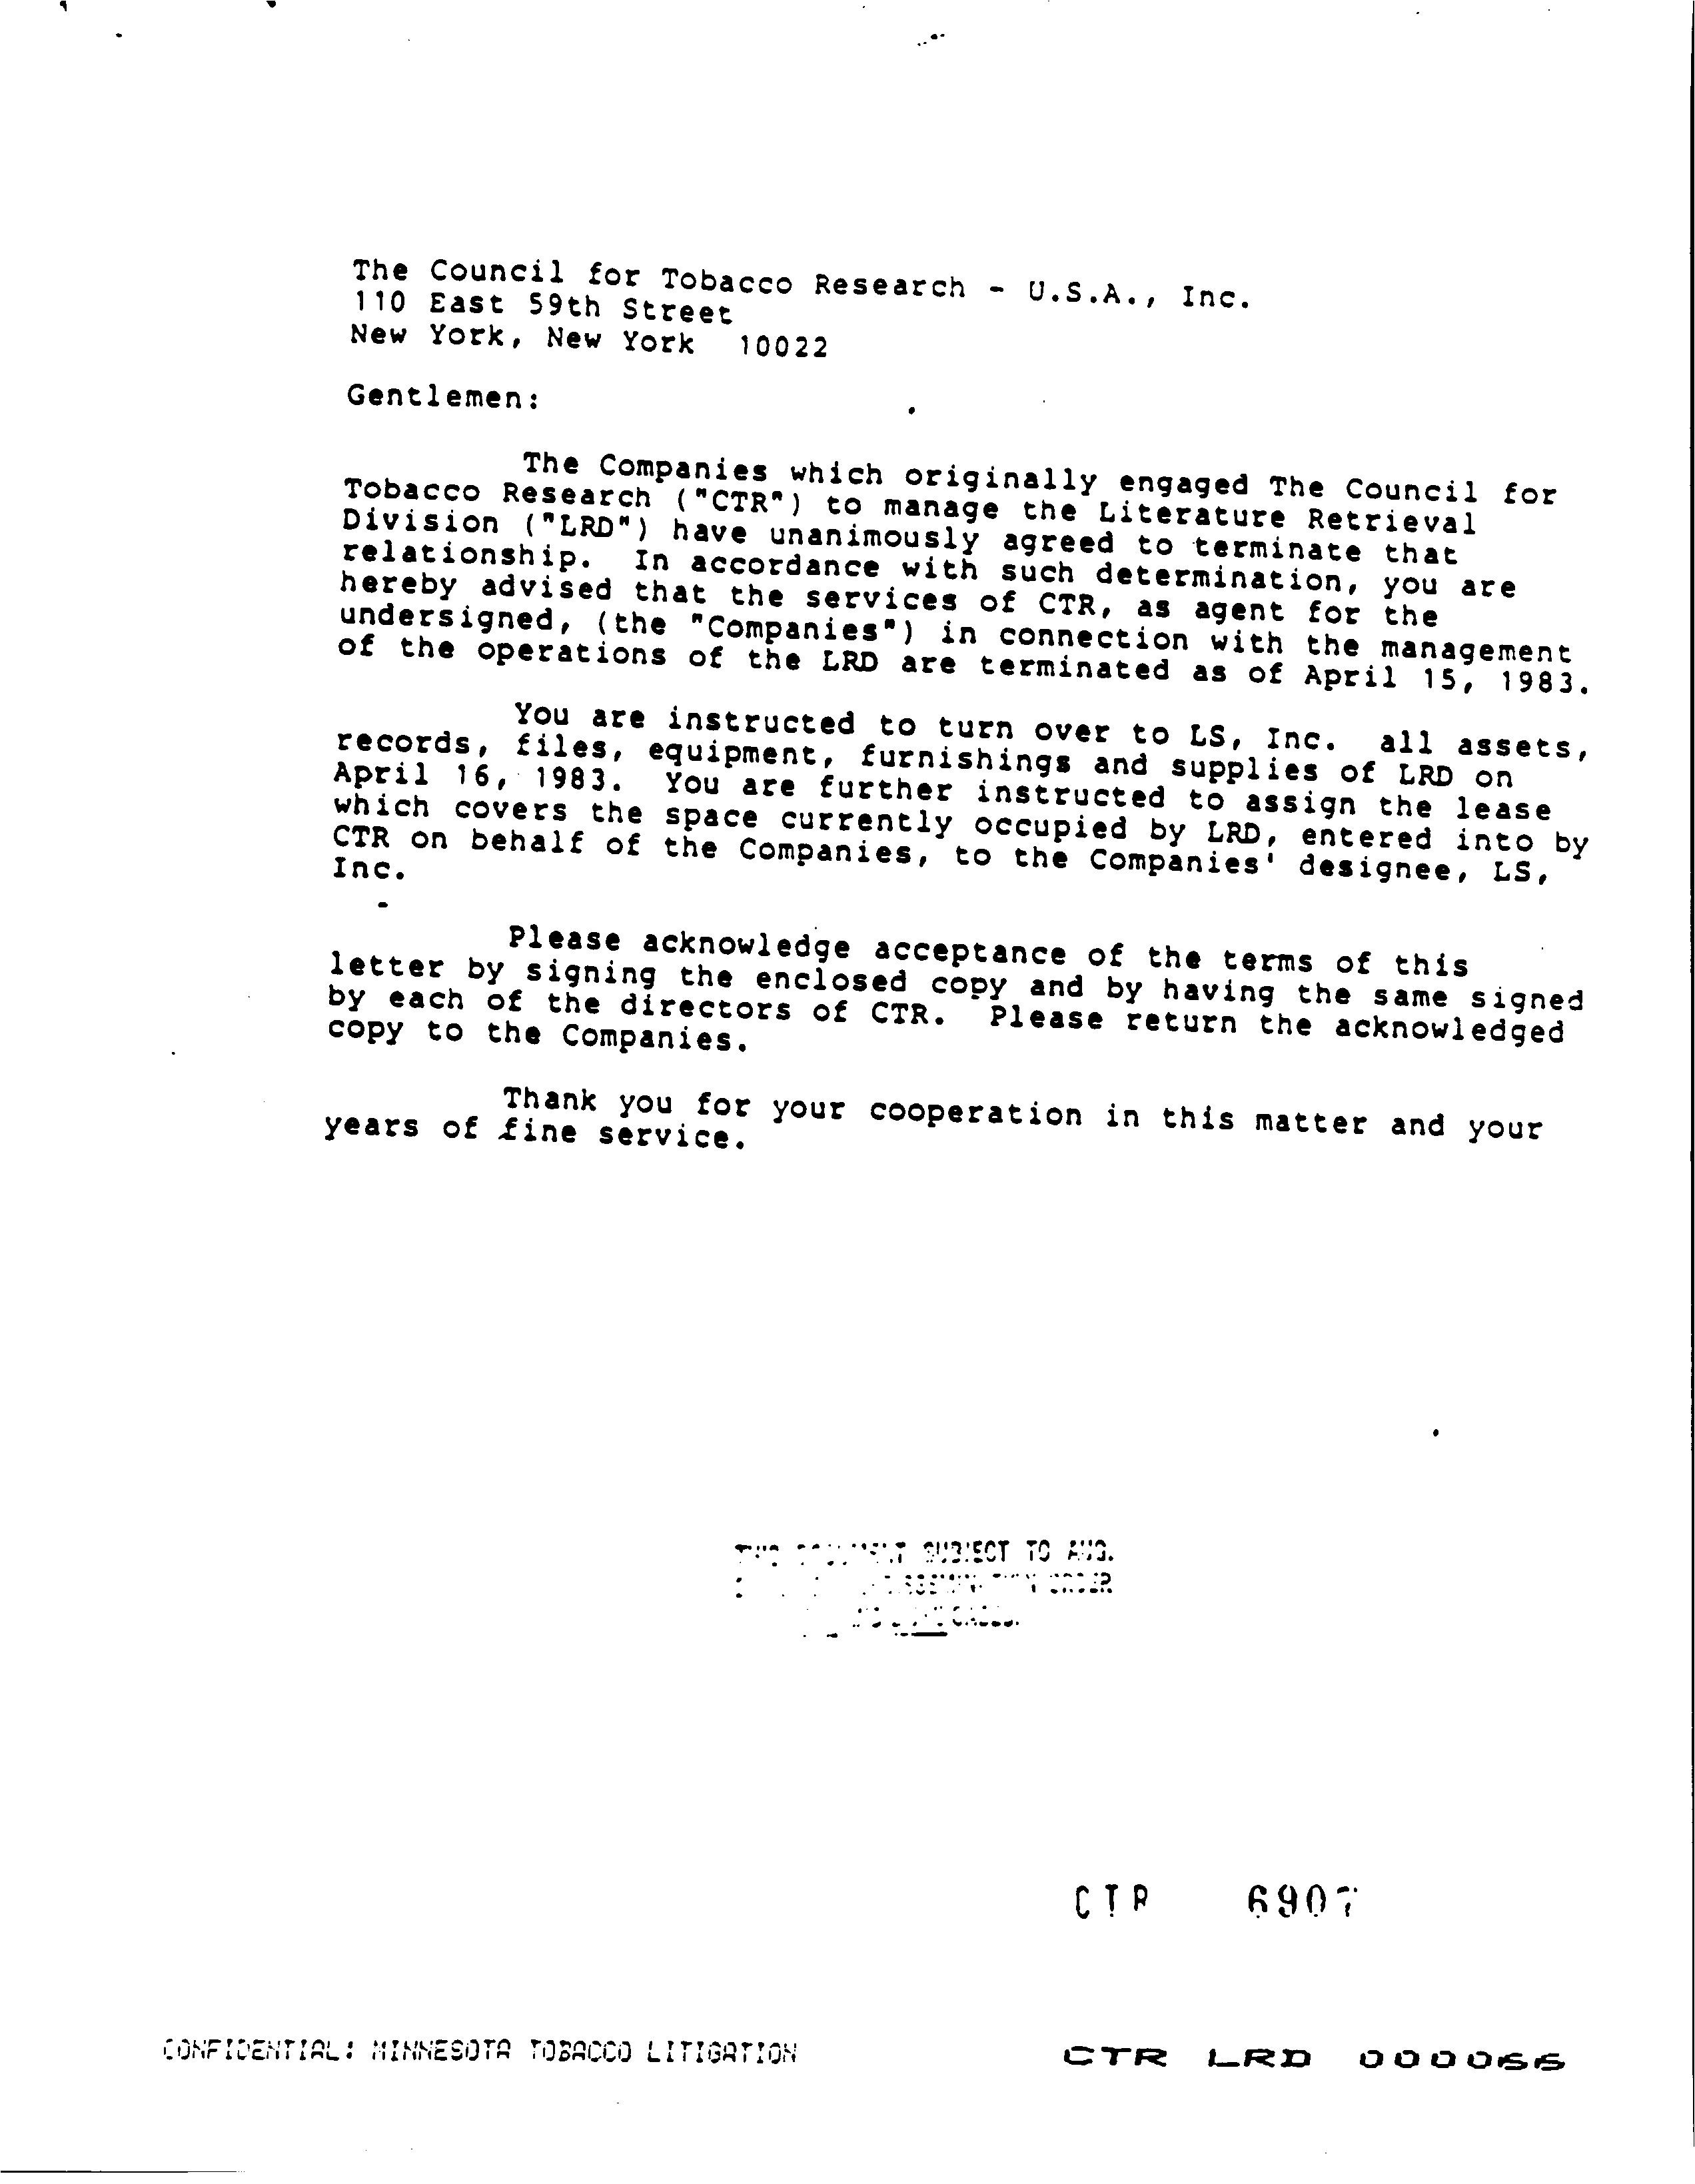 The Council for Tobacco Research - U.S.A., Inc.
110 East 59th Street
New York, New York 10022
Gentlemen:
The Companies which originally engaged The Council for
Tobacco Research ("CTR") to manage the Literature Retrieval
Division ("LRD") have unanimously agreed to terminate that
relationship. In accordance with such determination, you are
hereby advised that the services of CTR, as agent for the
undersigned, (the "Companies") in connection with the management
of the operations of the LRD are terminated as of April 15, 1983.
You are instructed to turn over to LS, Inc. all assets,
records, files, equipment, furnishings and supplies of LRD on
April 16, 1983. You are further instructed to assign the lease
which covers the space currently occupied by LRD, entered into by
CTR on behalf of the Companies, to the Companies' designee, LS,
Inc.
Please acknowledge acceptance of the terms of this
letter by signing the enclosed copy and by having the same signed
by each of the directors of CTR. Please return the acknowledged
copy to the Companies.
Thank you for your cooperation in this matter and your
years of fine service.
SUBJECT TO AUG.
ORDER
CTR 6907
CONFIDENTIAL: MINNESOTA TOBACCO LITIGATION
CTR LRD 000066